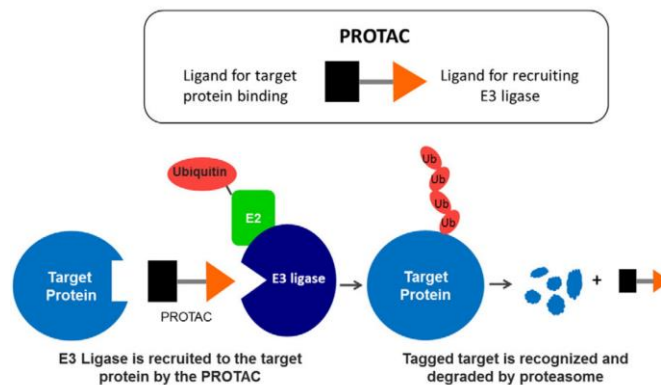 PROTAC
Ligand for target
protein binding
Ligand for recruiting
E3 ligase
Ubiquitin
E2
Target
Protein
PROTAC
E3 ligase
Ub
Ub
Ub
Ub
Target
Protein
+
E3 Ligase is recruited to the target
protein by the PROTAC
Tagged target is recognized and
degraded by proteasome